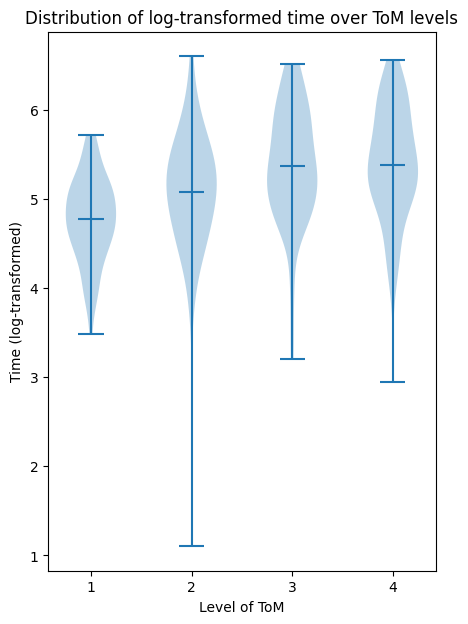 Distribution of log-transformed time over ToM levels
Time (log-transformed)
6
5
4
3
2
1
1 2 3 4
Level of ToM